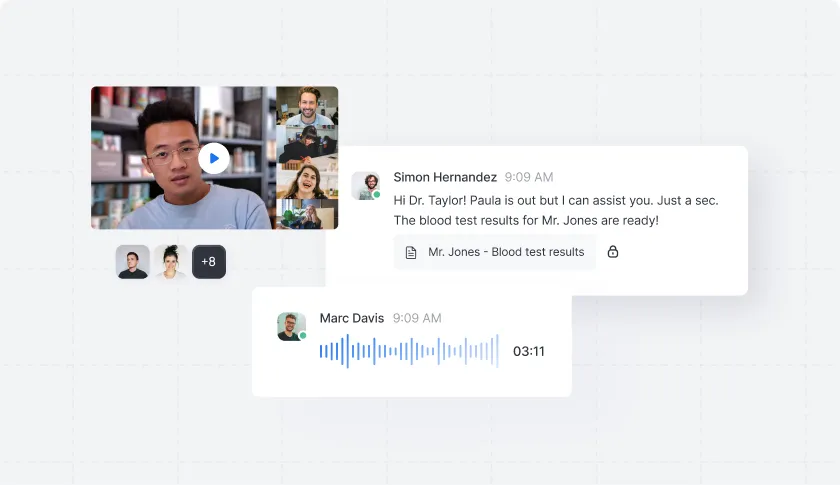 Simon Hernandez 9:09 AM
Hi Dr. Taylor! Paula is out but I can assist you. Just a sec.
The blood test results for Mr. Jones are ready!
Mr. Jones - Blood test results
+8
Marc Davis 9:09 AM
03:11